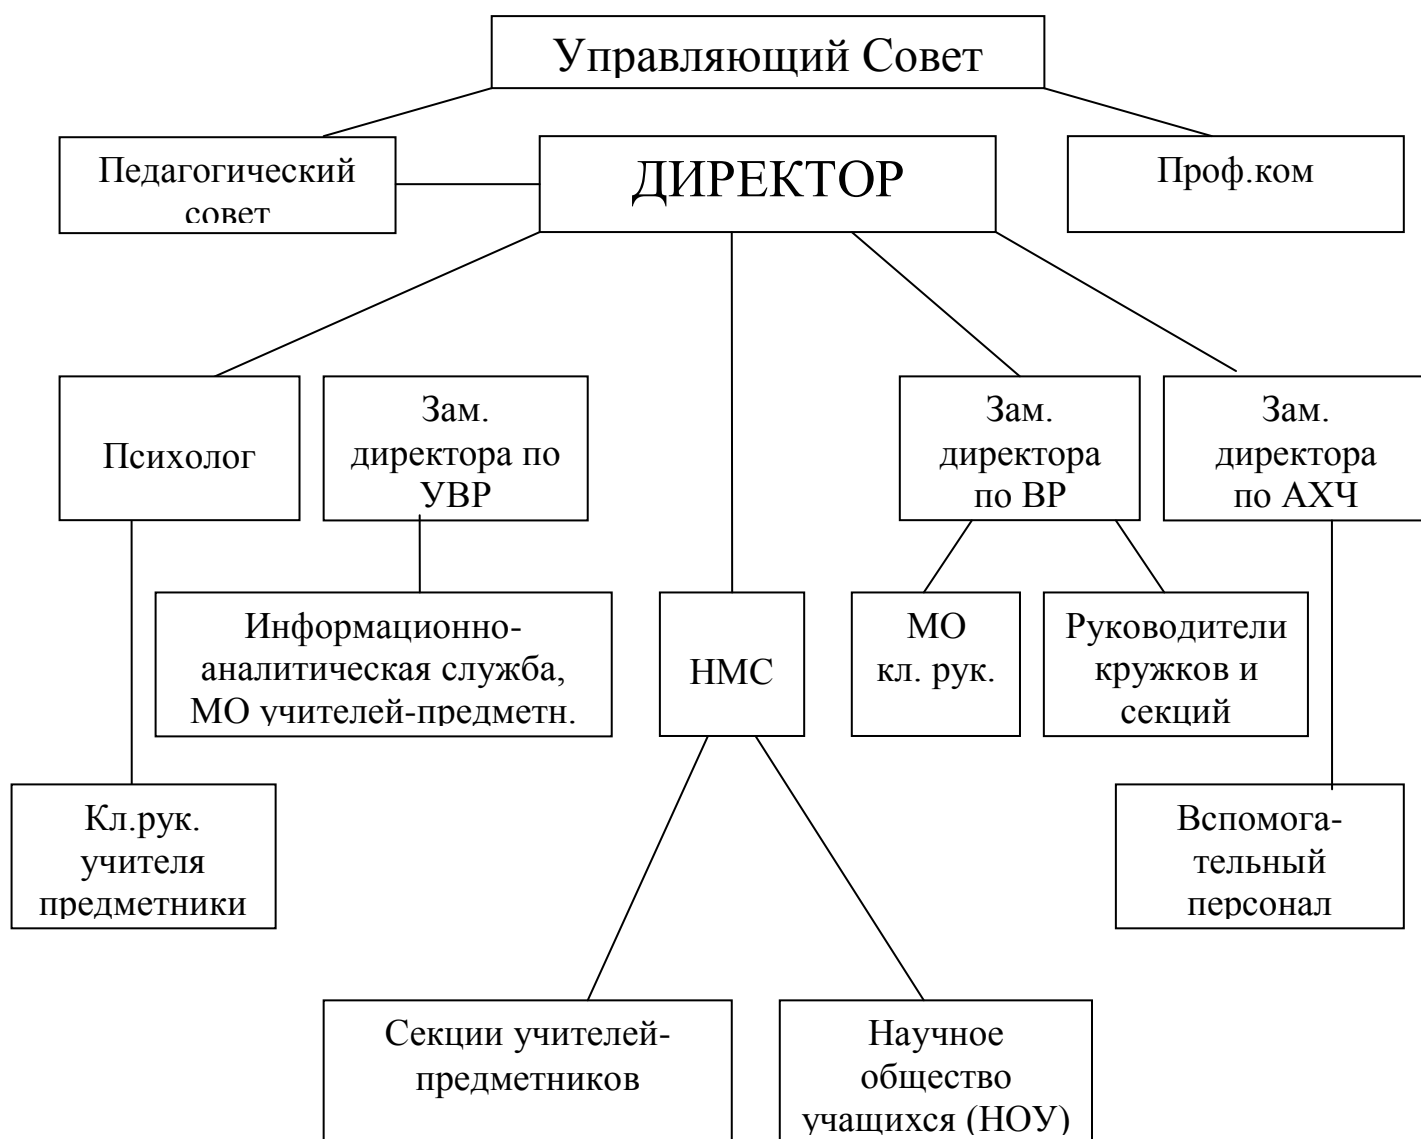 Управляющий Совет
Педагогический
совет
ДИРЕКТОР
Проф.ком
Психолог
Зам.
директора по
УВР
Зам.
директора
по ВР
Зам.
директора
по АХЧ
Информационно-
аналитическая служба,
МО учителей-предметн.
НМС
МО
кл. рук.
Руководители
кружков и
секций
Кл.рук.
учителя
предметники
Вспомога-
тельный
персонал
Секции учителей-
предметников
Научное
общество
учащихся (НОУ)